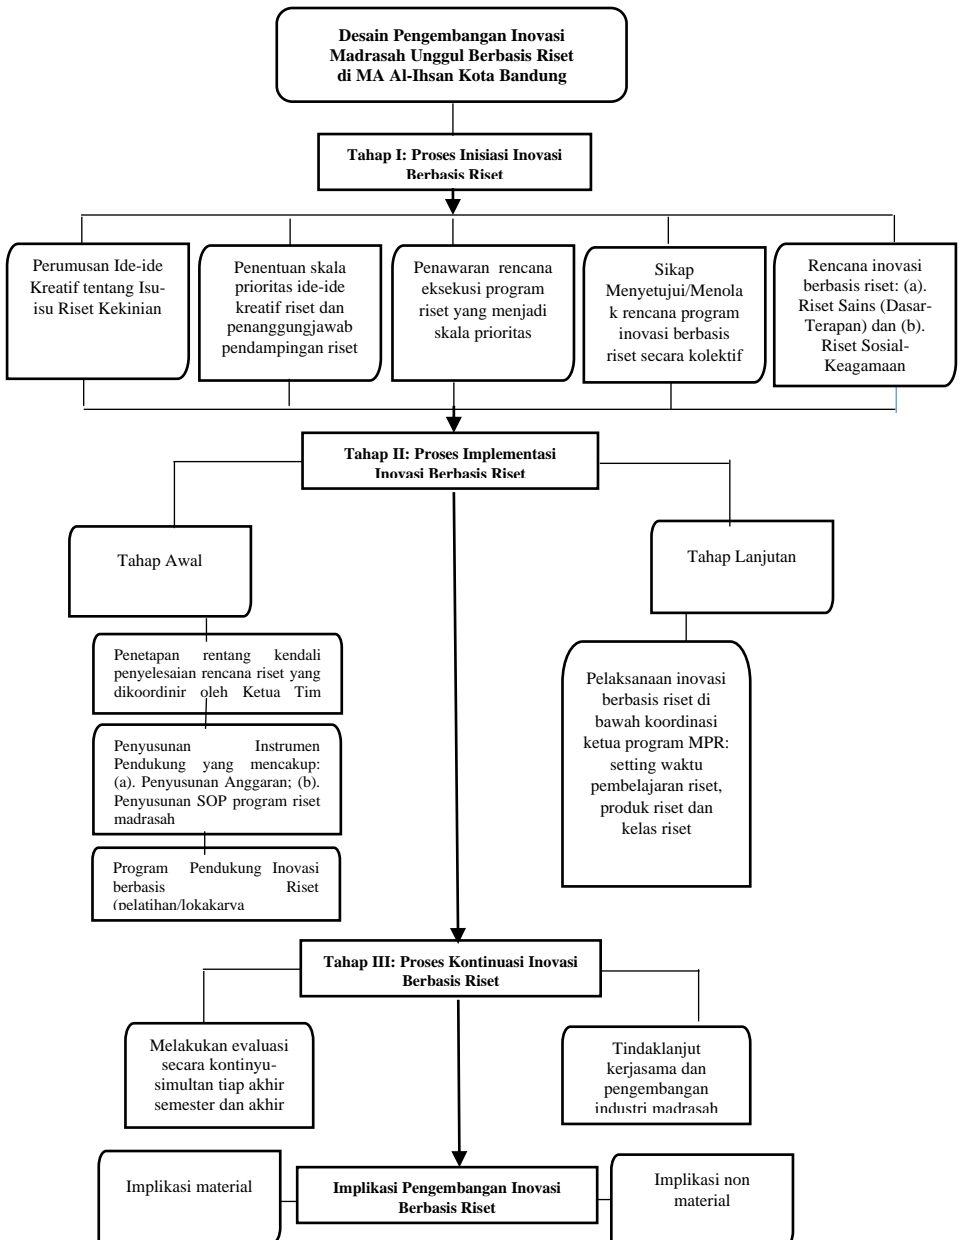 Desain Pengembangan Inovasi
Madrasah Unggul Berbasis Riset
di MA Al-Ihsan Kota Bandung
Tahap I: Proses Inisiasi Inovasi
Berbasis Riset
Perumusan Ide-ide
Kreatif tentang Isu-
isu Riset Kekinian
Penentuan skala
prioritas ide-ide
kreatif riset dan
penanggungjawab
pendampingan riset
Penawaran rencana
eksekusi program
riset yang menjadi
skala prioritas
Sikap
Menyetujui/Menola
k rencana program
inovasi berbasis
riset secara kolektif
Rencana inovasi
berbasis riset: (a).
Riset Sains (Dasar-
Terapan) dan (b).
Riset Sosial-
Keagamaan
Tahap II: Proses Implementasi
Inovasi Berbasis Riset
Tahap Awal
Tahap Lanjutan
Penetapan rentang kendali
penyelesaian rencana riset yang
dikoordinir oleh Ketua Tim
Penyusunan Instrumen
Pendukung yang mencakup:
(a). Penyusunan Anggaran; (b).
Penyusunan SOP program riset
madrasah
Program Pendukung Inovasi
berbasis Riset
(pelatihan/lokakarya
Pelaksanaan inovasi
berbasis riset di
bawah koordinasi
ketua program MPR:
setting waktu
pembelajaran riset,
produk riset dan
kelas riset
Tahap III: Proses Kontinuasi Inovasi
Berbasis Riset
Melakukan evaluasi
secara kontinyu-
simultan tiap akhir
semester dan akhir
Tindaklanjut
kerjasama dan
pengembangan
industri madrasah
Implikasi material
Implikasi Pengembangan Inovasi
Berbasis Riset
Implikasi non
material